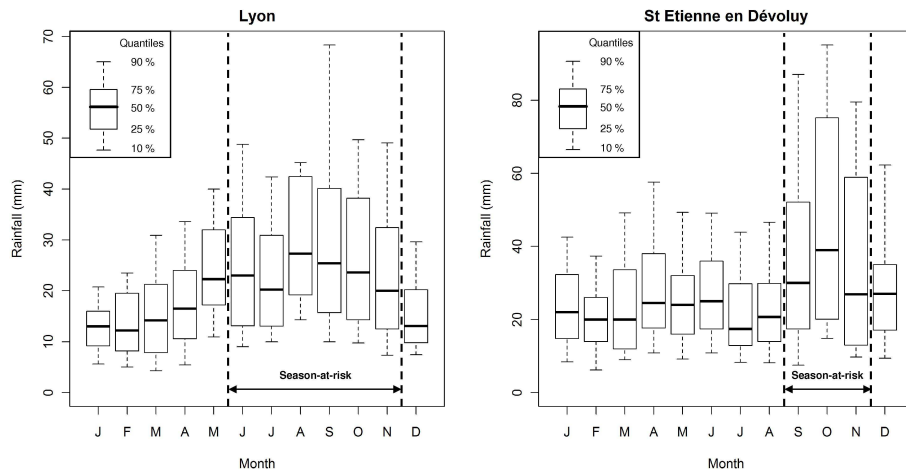 Lyon
Quantiles
90 %
75 %
50 %
25 %
10 %
Rainfall (mm)
70
60
50
40
30
20
10
0
Season-at-risk
J F M A M J J A S O N D
Month
St Etienne en Dévoluy
Quantiles
90 %
75 %
50 %
25 %
10 %
Rainfall (mm)
80
60
40
20
0
Season-at-risk
J F M A M J J A S O N D
Month